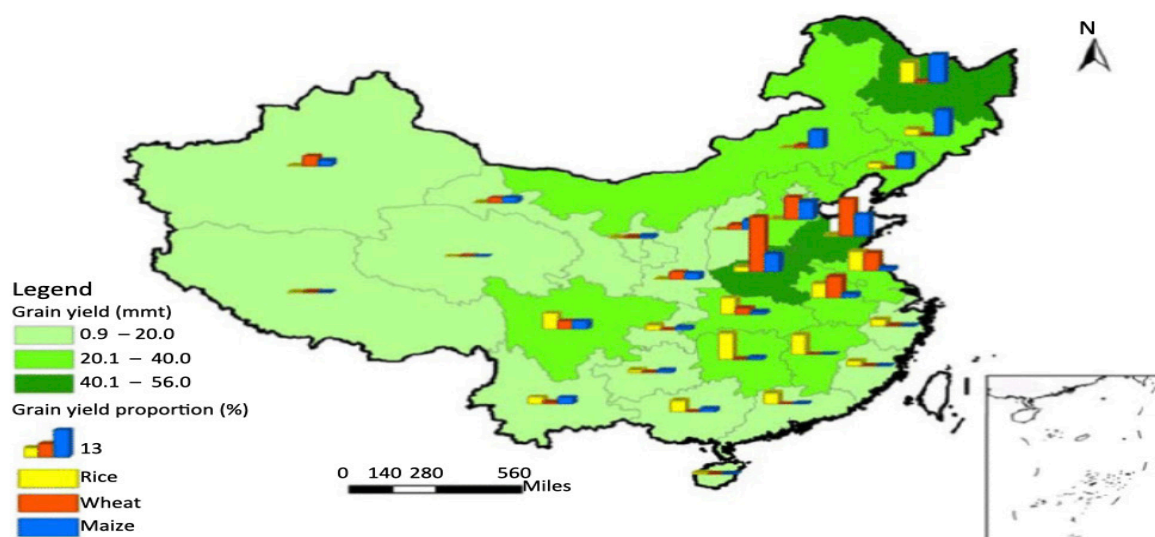 N
Legend
Grain yield (mmt)
0.9 – 20.0
20.1 – 40.0
40.1 – 56.0
Grain yield proportion (%)
13
Rice
Wheat
Maize
0 140 280 560
Miles